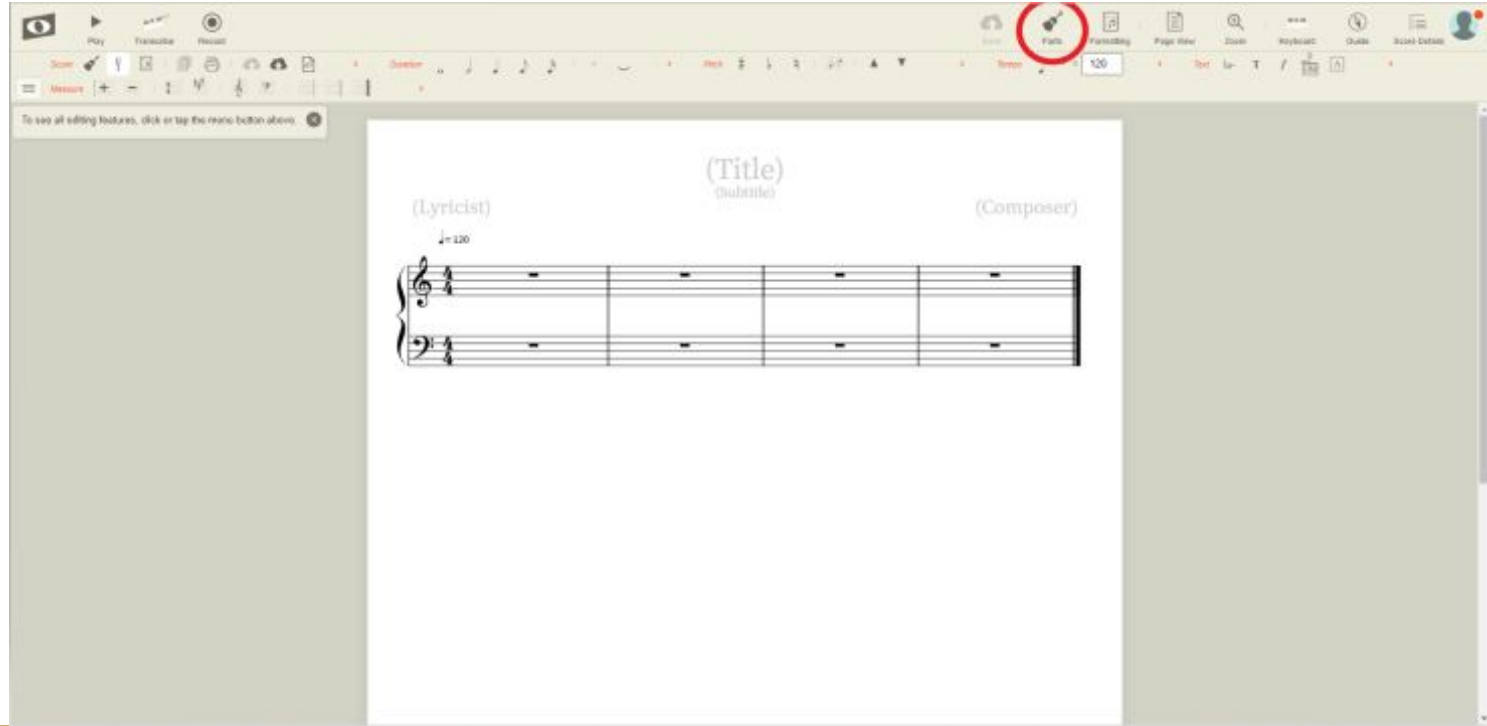 Play Transcribe Record Save Parts Formatting Page View Zoom Keyboard Guide Score Details
Score Duration Pitch Tempo 120 Text
Measure
To see all editing features, click or tap the menu button above.
(Title)
(Subtitle)
(Lyricist) (Composer)
♩= 120